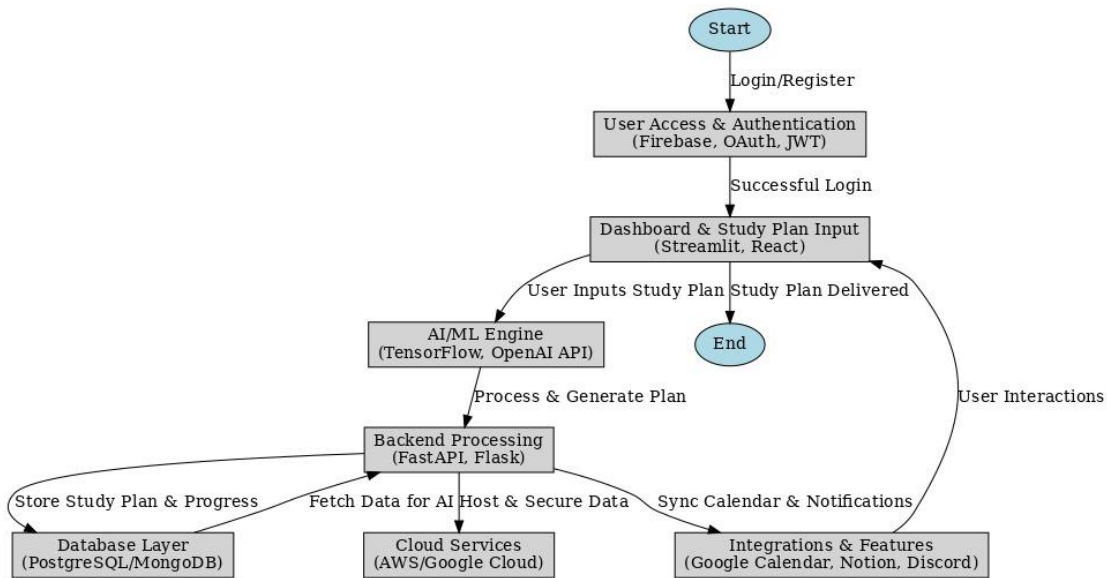 Start
Login/Register
User Access & Authentication
(Firebase, OAuth, JWT)
Successful Login
Dashboard & Study Plan Input
(Streamlit, React)
User Inputs Study Plan
Study Plan Delivered
AI/ML Engine
(TensorFlow, OpenAI API)
End
Process & Generate Plan
User Interactions
Backend Processing
(FastAPI, Flask)
Store Study Plan & Progress
Fetch Data for AI
Host & Secure Data
Sync Calendar & Notifications
Database Layer
(PostgreSQL/MongoDB)
Cloud Services
(AWS/Google Cloud)
Integrations & Features
(Google Calendar, Notion, Discord)